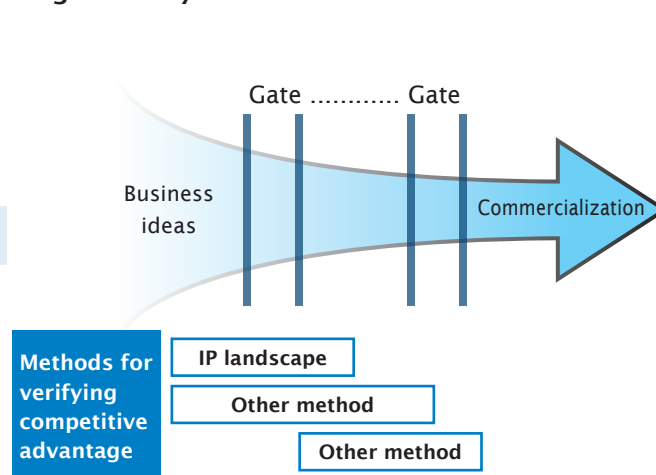 Gate ............ Gate
Business
ideas
Commercialization
Methods for
verifying
competitive
advantage
IP landscape
Other method
Other method